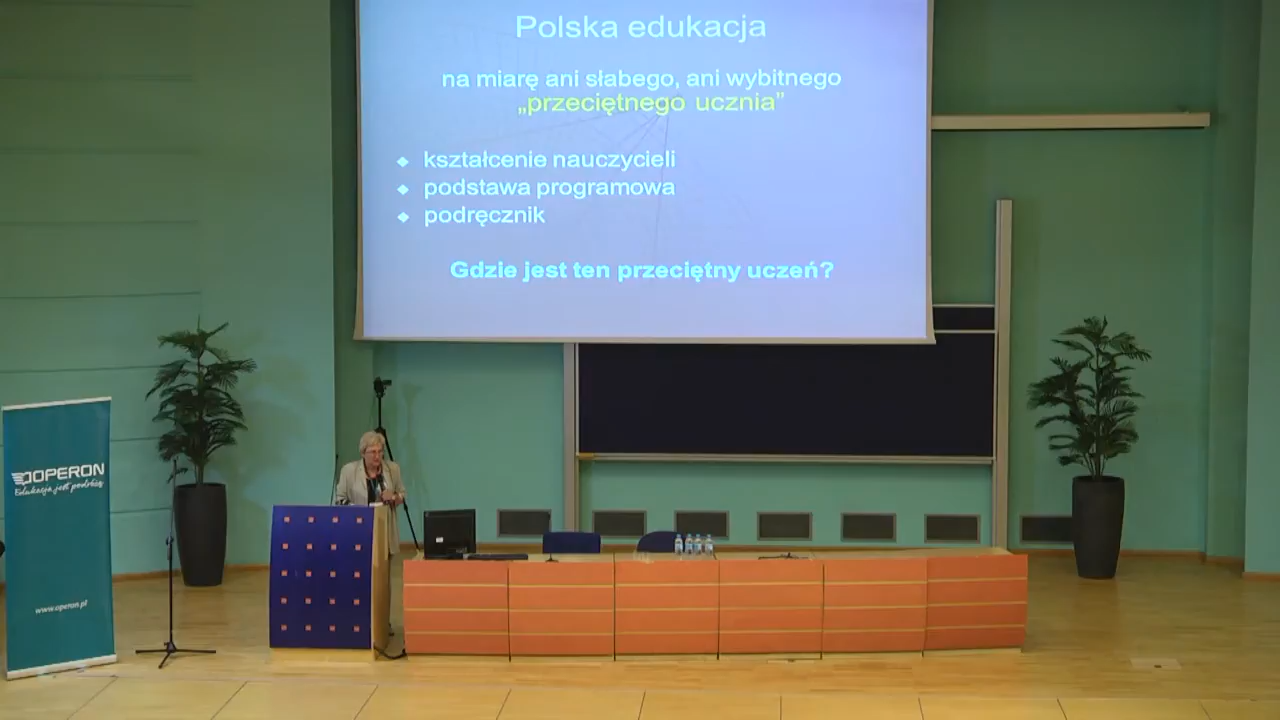 Polska edukacja
na miarę ani słabego, ani wybitnego
„przeciętnego ucznia”
kształcenie nauczycieli
podstawa programowa
podręcznik
Gdzie jest ten przeciętny uczeń?
OPERON
Edukacja jest podróżą
www.operon.pl